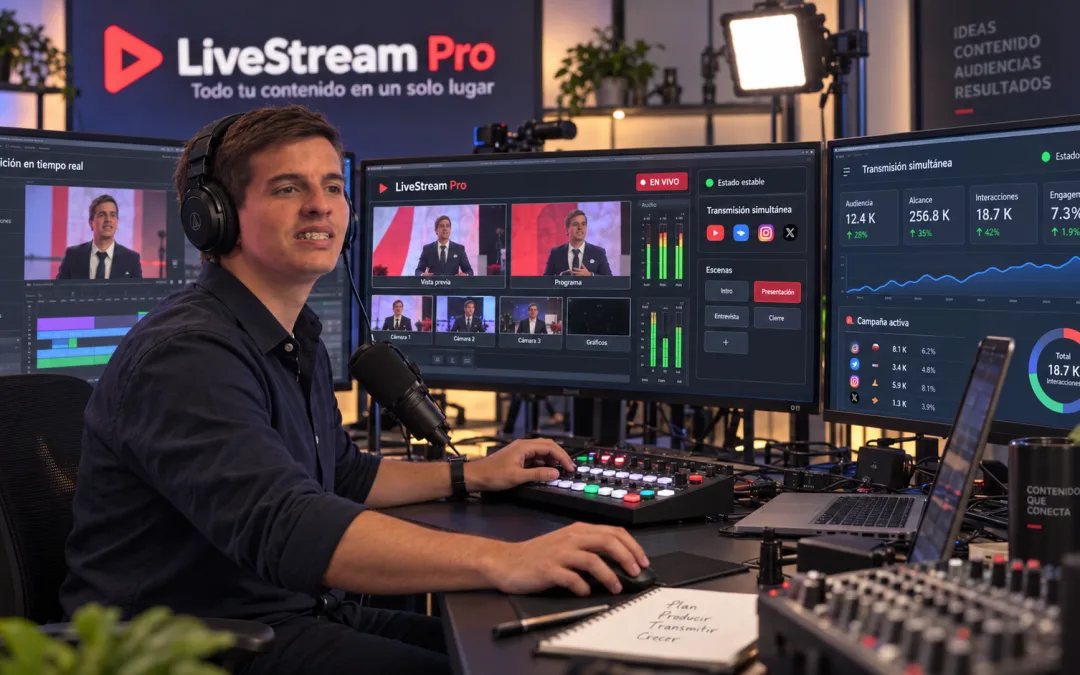 LiveStream Pro
Todo tu contenido en un solo lugar
IDEAS
CONTENIDO
AUDIENCIAS
RESULTADOS
ición en tiempo real
LiveStream Pro
EN VIVO
Audio
Vista previa
Programa
Cámara 1
Cámara 2
Cámara 3
Gráficos
Estado estable
Transmisión simultánea
Escenas
Intro
Presentación
Entrevista
Cierre
+
Transmisión simultánea
Estado
Audiencia
12.4 K
28%
Alcance
256.8 K
35%
Interacciones
18.7 K
42%
Engagem
7.3%
1.9%
Campaña activa
8.1 K 6.2%
3.4 K 4.8%
5.9 K 8.1%
1.3 K 3.9%
Total
18.7 K
Interacciones
CONTENIDO
QUE
CONECTA
Plan
Producir
Transmitir
Crecer